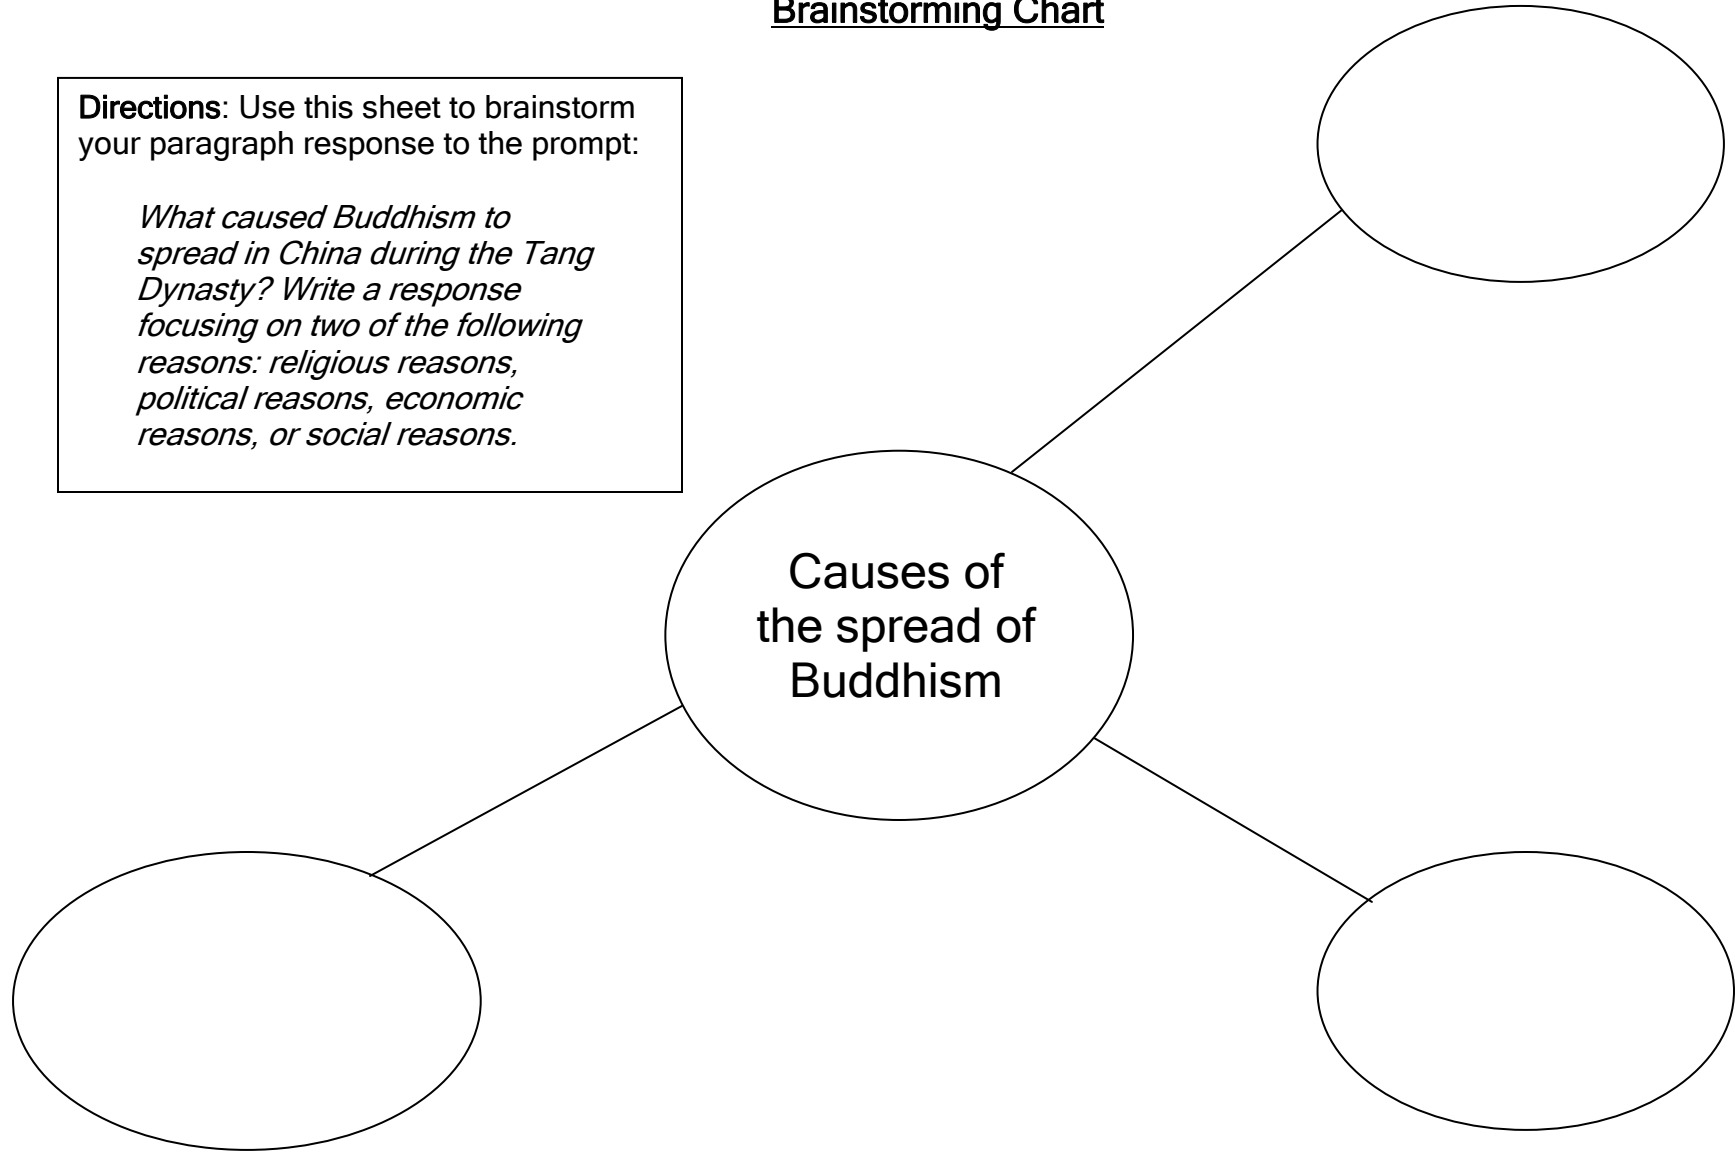 Brainstorming Chart
Directions: Use this sheet to brainstorm
your paragraph response to the prompt:
What caused Buddhism to
spread in China during the Tang
Dynasty? Write a response
focusing on two of the following
reasons: religious reasons,
political reasons, economic
reasons, or social reasons.
Causes of
the spread of
Buddhism